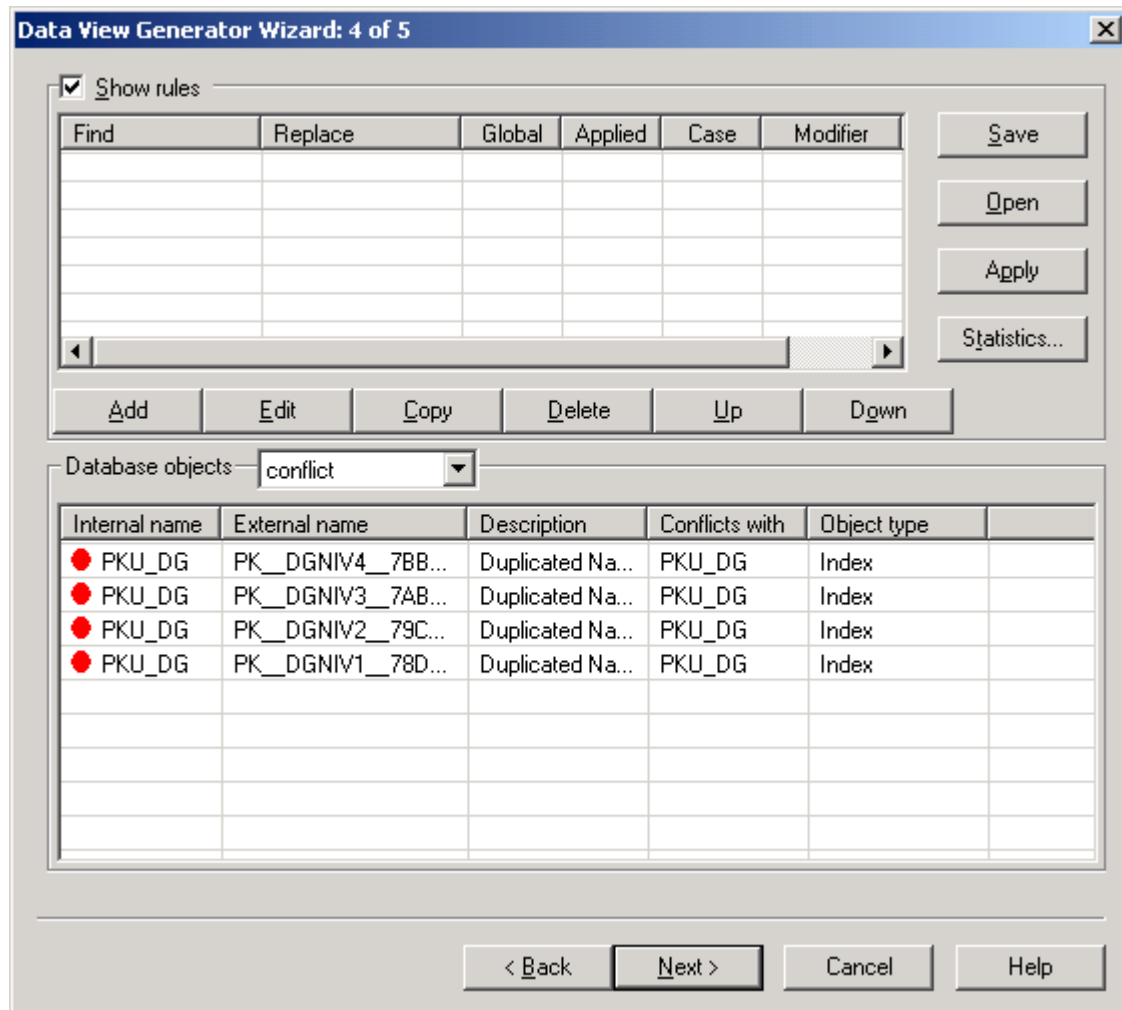 Data View Generator Wizard: 4 of 5
Show rules
Find Replace Global Applied Case Modifier
Save
Open
Apply
Statistics...
Add Edit Copy Delete Up Down
Database objects conflict
Internal name External name Description Conflicts with Object type
PKU_DG PK__DGNIV4__7BB... Duplicated Na... PKU_DG Index
PKU_DG PK__DGNIV3__7AB... Duplicated Na... PKU_DG Index
PKU_DG PK__DGNIV2__79C... Duplicated Na... PKU_DG Index
PKU_DG PK__DGNIV1__78D... Duplicated Na... PKU_DG Index
< Back Next > Cancel Help